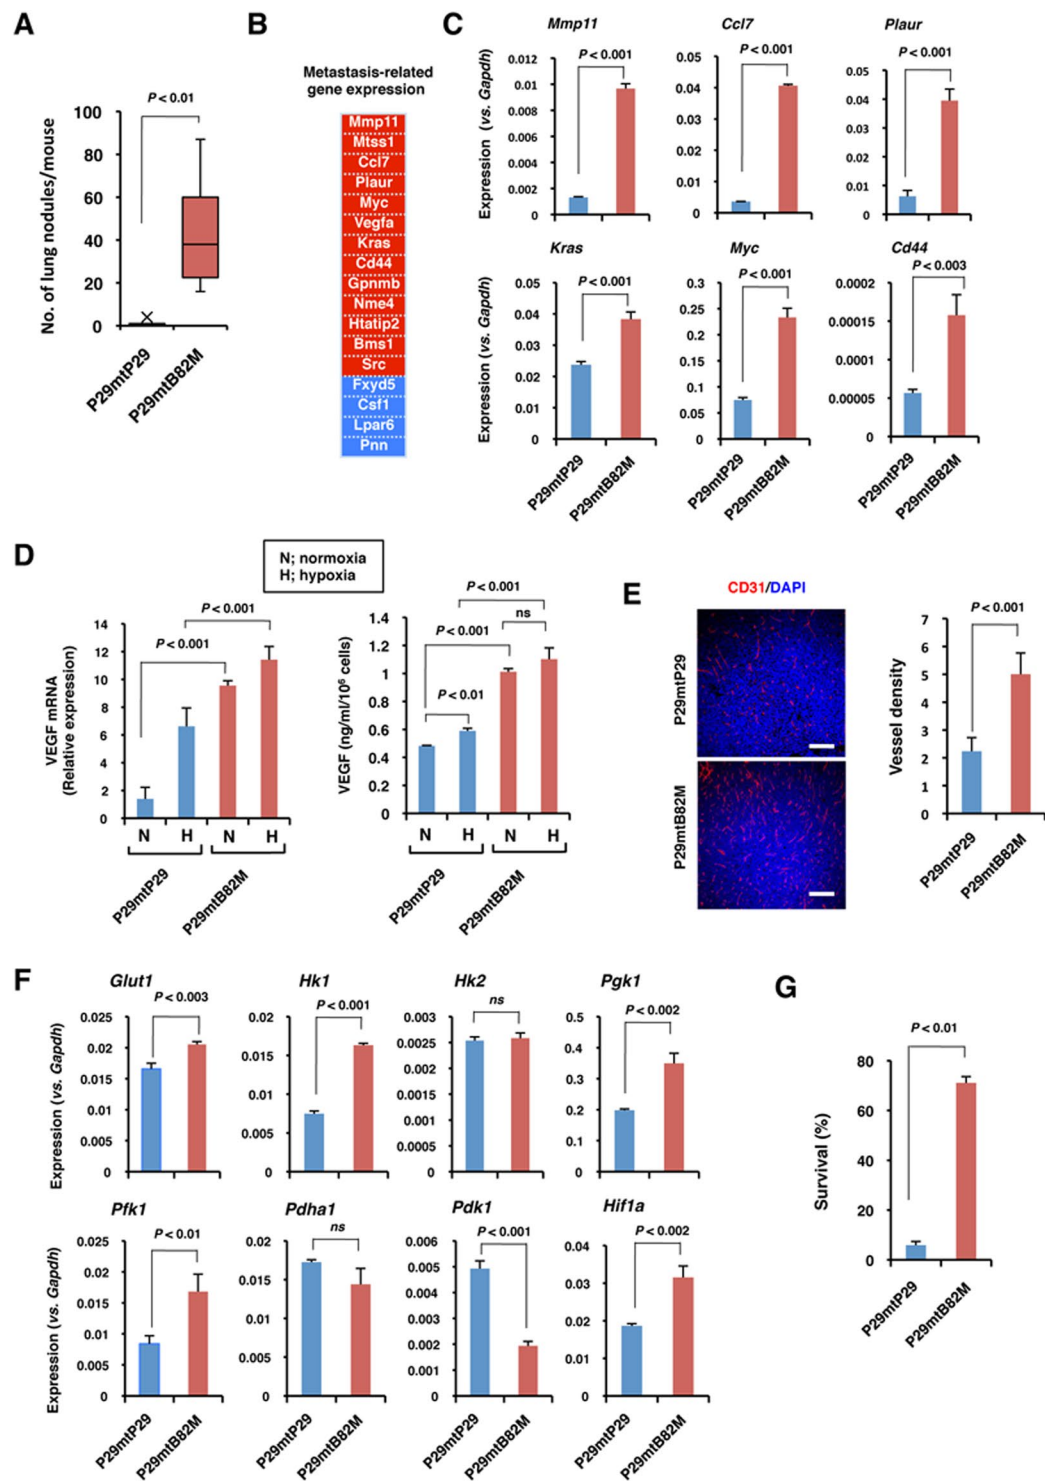 A
No. of lung nodules/mouse
P < 0.01
100
80
60
40
20
0
P29mtP29
P29mtB82M
B
Metastasis-related
gene expression
Mmp11
Mtss1
Ccl7
Plaur
Myc
Vegfa
Kras
Cd44
Gpnmb
Nme4
Htatip2
Bms1
Src
Fxyd5
Csf1
Lpar6
Pnn
C
Mmp11
Expression (vs. Gapdh)
P < 0.001
0.012
0.01
0.008
0.006
0.004
0.002
0
Ccl7
P < 0.001
0.05
0.04
0.03
0.02
0.01
0
Plaur
P < 0.001
0.05
0.04
0.03
0.02
0.01
0
Kras
Expression (vs. Gapdh)
P < 0.001
0.05
0.04
0.03
0.02
0.01
0
P29mtP29
P29mtB82M
Myc
P < 0.001
0.3
0.25
0.2
0.15
0.1
0.05
0
P29mtP29
P29mtB82M
Cd44
P < 0.003
0.0002
0.00015
0.0001
0.00005
0
P29mtP29
P29mtB82M
D
N; normoxia
H; hypoxia
VEGF mRNA
(Relative expression)
P < 0.001
P < 0.001
14
12
10
8
6
4
2
0
N H N H
P29mtP29
P29mtB82M
VEGF (ng/ml/10⁶ cells)
P < 0.001
ns
P < 0.001
P < 0.01
1.4
1.2
1
0.8
0.6
0.4
0.2
0
N H N H
P29mtP29
P29mtB82M
E
CD31/DAPI
P29mtP29
P29mtB82M
Vessel density
P < 0.001
7
6
5
4
3
2
1
0
P29mtP29
P29mtB82M
F
Glut1
Expression (vs. Gapdh)
P < 0.003
0.025
0.02
0.015
0.01
0.005
0
Hk1
P < 0.001
0.02
0.015
0.01
0.005
0
Hk2
ns
0.003
0.0025
0.002
0.0015
0.001
0.0005
0
Pgk1
P < 0.002
0.5
0.4
0.3
0.2
0.1
0
Pfk1
Expression (vs. Gapdh)
P < 0.01
0.025
0.02
0.015
0.01
0.005
0
P29mtP29
P29mtB82M
Pdha1
ns
0.02
0.015
0.01
0.005
0
P29mtP29
P29mtB82M
Pdk1
P < 0.001
0.006
0.005
0.004
0.003
0.002
0.001
0
P29mtP29
P29mtB82M
Hif1a
P < 0.002
0.04
0.03
0.02
0.01
0
P29mtP29
P29mtB82M
G
Survival (%)
P < 0.01
80
60
40
20
0
P29mtP29
P29mtB82M